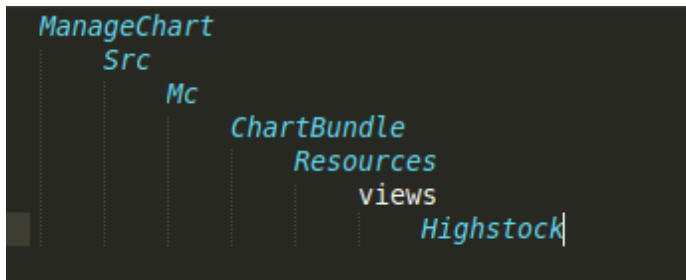 ManageChart
Src
Mc
ChartBundle
Resources
views
Highstock